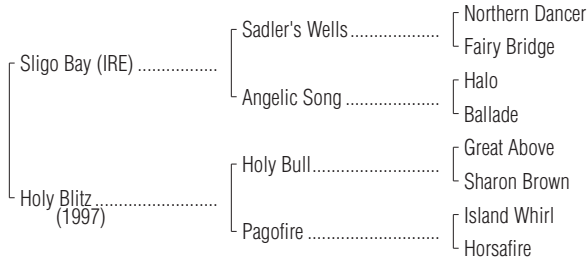 Northern Dancer
Sadler's Wells
Fairy Bridge
Sligo Bay (IRE)
Halo
Angelic Song
Ballade
Great Above
Holy Bull
Sharon Brown
Holy Blitz
(1997)
Island Whirl
Pagofire
Horsafire